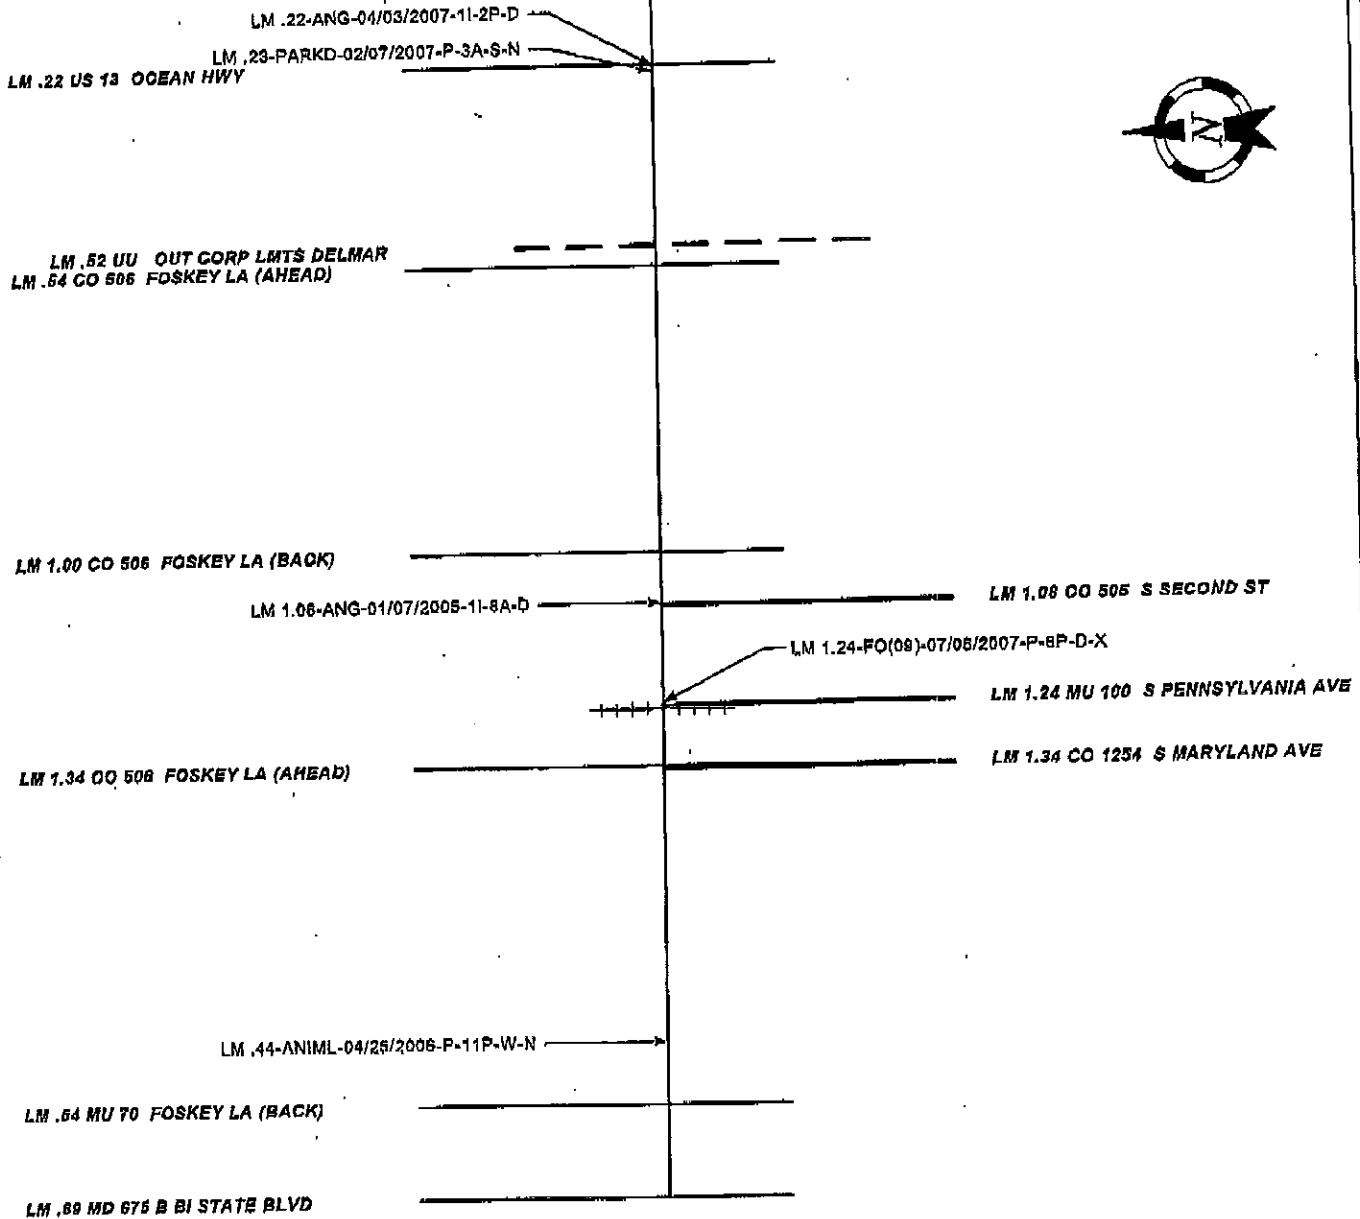 LM .22-ANG-04/03/2007-1I-2P-D
LM .23-PARKD-02/07/2007-P-3A-S-N
LM .22 US 13 OCEAN HWY
N
LM .52 UU OUT CORP LMTS DELMAR
LM .54 CO 506 FOSKEY LA (AHEAD)
LM 1.00 CO 506 FOSKEY LA (BACK)
LM 1.06 CO 505 S SECOND ST
LM 1.06-ANG-01/07/2005-1I-8A-D
LM 1.24-FO(09)-07/06/2007-P-8P-D-X
LM 1.24 MU 100 S PENNSYLVANIA AVE
LM 1.34 CO 1254 S MARYLAND AVE
LM 1.34 CO 506 FOSKEY LA (AHEAD)
LM .44-ANIML-04/25/2006-P-11P-W-N
LM .54 MU 70 FOSKEY LA (BACK)
LM .69 MD 675 B BI STATE BLVD